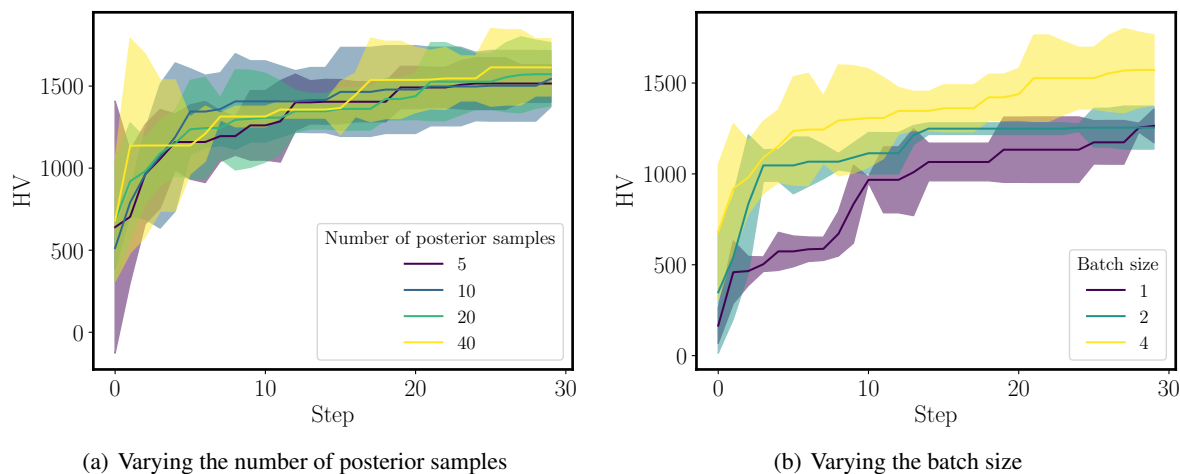 HV
1500
1000
500
0
Number of posterior samples
5
10
20
40
0 10 20 30
Step
(a) Varying the number of posterior samples
HV
1500
1000
500
0
Batch size
1
2
4
0 10 20 30
Step
(b) Varying the batch size